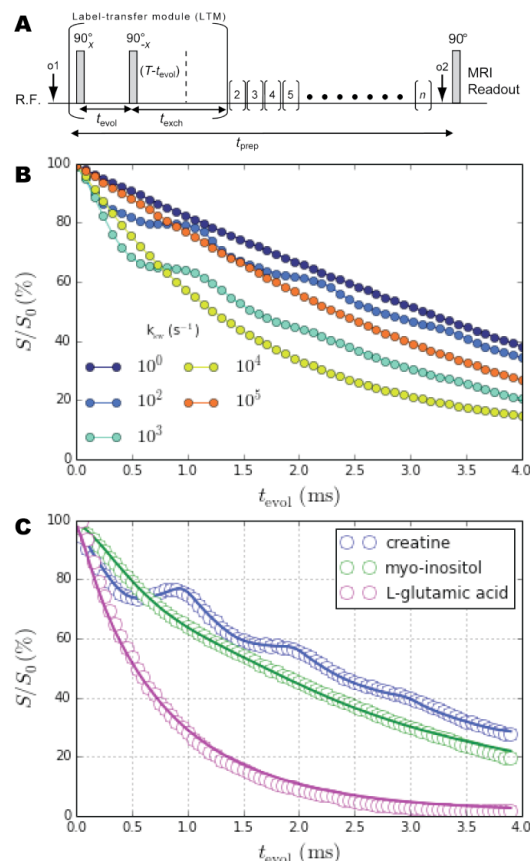 A
Label-transfer module (LTM)
o1
90°x
90°-x
(T-tevol)
o2
90°
R.F.
2 3 4 5 n
MRI
Readout
tevol
texch
tprep
B
100
80
60
40
20
0
S/S0 (%)
ksw (s−1)
10^0
10^4
10^2
10^5
10^3
0.0 0.5 1.0 1.5 2.0 2.5 3.0 3.5 4.0
tevol (ms)
C
100
80
60
40
20
0
S/S0 (%)
creatine
myo-inositol
L-glutamic acid
0.0 0.5 1.0 1.5 2.0 2.5 3.0 3.5 4.0
tevol (ms)